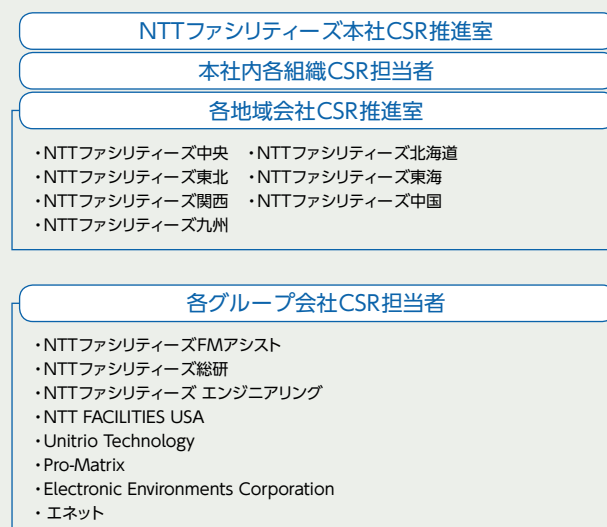 NTTファシリティーズ本社CSR推進室
本社内各組織CSR担当者
各地域会社CSR推進室
・NTTファシリティーズ中央 ・NTTファシリティーズ北海道
・NTTファシリティーズ東北 ・NTTファシリティーズ東海
・NTTファシリティーズ関西 ・NTTファシリティーズ中国
・NTTファシリティーズ九州
各グループ会社CSR担当者
・NTTファシリティーズFMアシスト
・NTTファシリティーズ総研
・NTTファシリティーズ エンジニアリング
・NTT FACILITIES USA
・Unitrio Technology
・Pro-Matrix
・Electronic Environments Corporation
・エネット